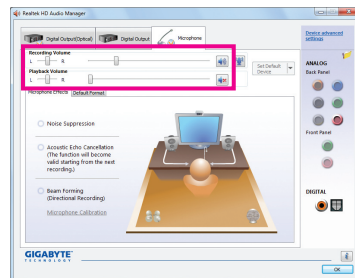 Realtek HD Audio Manager
Digital Output(Optical)
Digital Output
Microphone
Device advanced
settings
Recording Volume
L R
Set Default
Device
Playback Volume
L R
Microphone Effects
Default Format
Noise Suppression
Acoustic Echo Cancellation
(The function will become
valid starting from the next
recording.)
Beam Forming
(Directional Recording)
Microphone Calibration
ANALOG
Back Panel
Front Panel
DIGITAL
GIGABYTE
TECHNOLOGY
OK